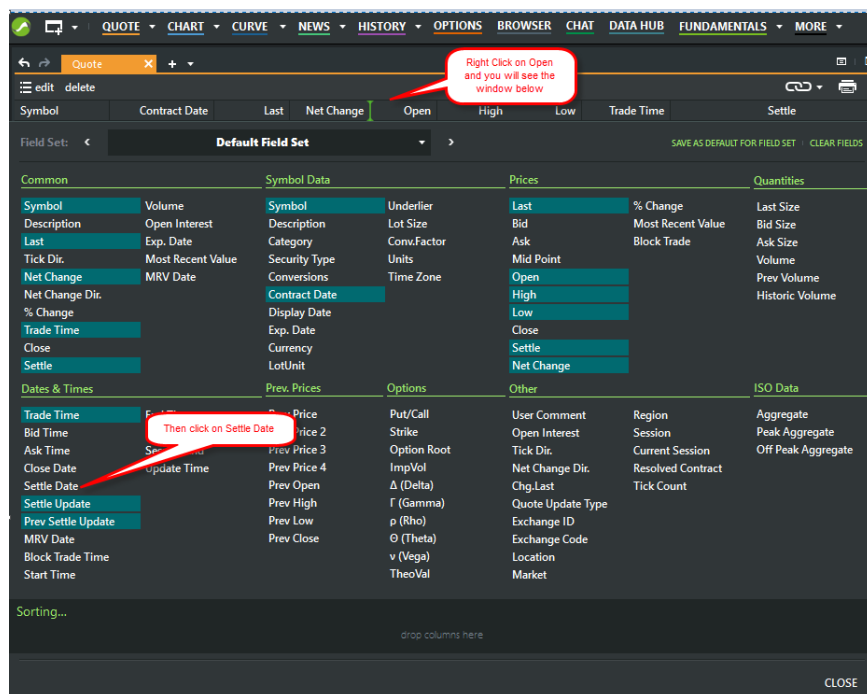 QUOTE CHART CURVE NEWS HISTORY OPTIONS BROWSER CHAT DATA HUB FUNDAMENTALS MORE
Quote
Right Click on Open
and you will see the
window below
edit delete
Symbol Contract Date Last Net Change Open High Low Trade Time Settle
Field Set: Default Field Set SAVE AS DEFAULT FOR FIELD SET CLEAR FIELDS
Common Symbol Data Prices Quantities
Symbol Volume Symbol Underlier Last % Change Last Size
Description Open Interest Description Lot Size Bid Most Recent Value Bid Size
Last Exp. Date Category Conv.Factor Ask Block Trade Ask Size
Tick Dir. Most Recent Value Security Type Units Mid Point Volume
Net Change MRV Date Conversions Time Zone Open Prev Volume
Net Change Dir. Contract Date High Historic Volume
% Change Display Date Low
Trade Time Exp. Date Close
Close Currency Settle
Settle LotUnit Net Change
Dates & Times Prev. Prices Options Other ISO Data
Trade Time Price Put/Call User Comment Region Aggregate
Bid Time Price 2 Strike Open Interest Session Peak Aggregate
Then click on Settle Date
Ask Time Prev Price 3 Option Root Tick Dir. Current Session Off Peak Aggregate
Close Date Update Time Prev Price 4 ImpVol Net Change Dir. Resolved Contract
Settle Date Prev Open Δ (Delta) Chg.Last Tick Count
Settle Update Prev High Γ (Gamma) Quote Update Type
Prev Settle Update Prev Low ρ (Rho) Exchange ID
MRV Date Prev Close Θ (Theta) Exchange Code
Block Trade Time ν (Vega) Location
Start Time TheoVal Market
Sorting...
drop columns here
CLOSE